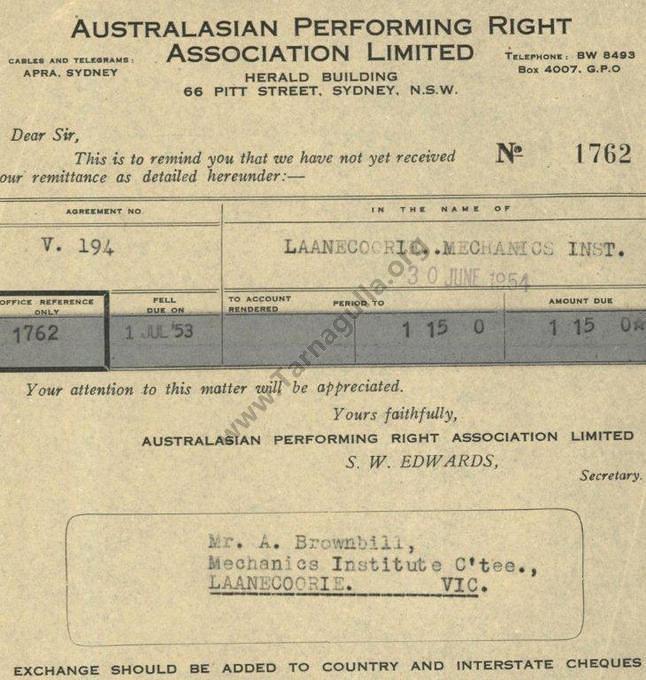 AUSTRALASIAN PERFORMING RIGHT
ASSOCIATION LIMITED
CABLES AND TELEGRAMS:
APRA, SYDNEY
TELEPHONE: BW 8493
BOX 4007, G.P.O
HERALD BUILDING
66 PITT STREET, SYDNEY, N.S.W.
Dear Sir,
This is to remind you that we have not yet received
our remittance as detailed hereunder:—
No 1762
AGREEMENT NO
IN THE NAME OF
V. 194
LAANECOORIE..MECHANICS INST.
30 JUNE 1954
OFFICE REFERENCE ONLY
FELL DUE ON
TO ACCOUNT RENDERED
PERIOD TO
AMOUNT DUE
1762
1 JUL '53
1 15 0
1 15 0☆
Your attention to this matter will be appreciated.
Yours faithfully,
AUSTRALASIAN PERFORMING RIGHT ASSOCIATION LIMITED
S. W. EDWARDS,
Secretary.
Mr. A. Brownbill,
Mechanics Institute C'tee.,
LAANECOORIE. VIC.
EXCHANGE SHOULD BE ADDED TO COUNTRY AND INTERSTATE CHEQUES
www.Tarnagulla.org